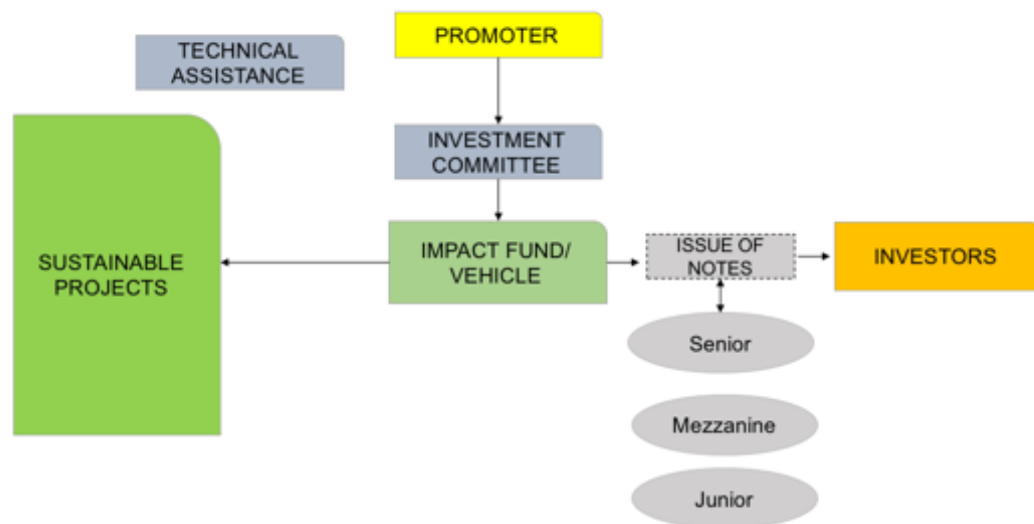 PROMOTER
TECHNICAL
ASSISTANCE
INVESTMENT
COMMITTEE
SUSTAINABLE
PROJECTS
IMPACT FUND/
VEHICLE
ISSUE OF
NOTES
INVESTORS
Senior
Mezzanine
Junior